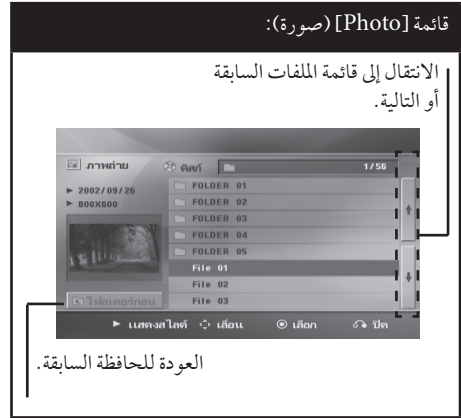 قائمة [Photo] (صورة):
الانتقال إلى قائمة الملفات السابقة
أو التالية.
ภาพถ่าย ดิสก์ 1/56
► 2002/09/26
► 800X600
FOLDER 01
FOLDER 02
FOLDER 03
FOLDER 04
FOLDER 05
File 01
File 02
File 03
โฟลเดอร์ก่อน
► แสดงสไลด์ เลื่อน เลือก ปิด
العودة للحافظة السابقة.